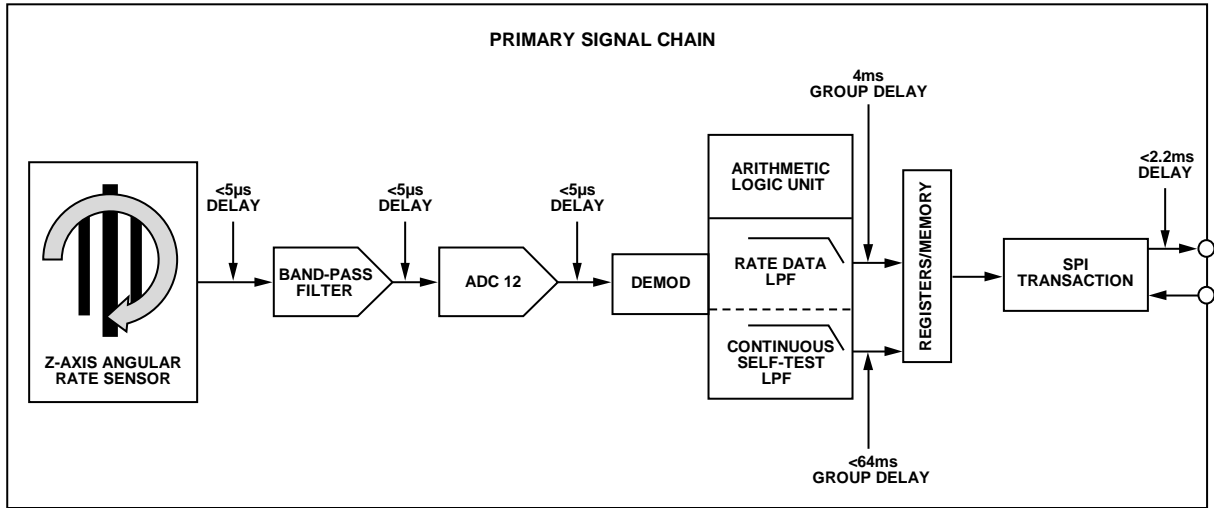 PRIMARY SIGNAL CHAIN
4ms
GROUP DELAY
<5µs
DELAY
<5µs
DELAY
<5µs
DELAY
<2.2ms
DELAY
ARITHMETIC
LOGIC UNIT
Z-AXIS ANGULAR
RATE SENSOR
BAND-PASS
FILTER
ADC 12
DEMOD
RATE DATA
LPF
CONTINUOUS
SELF-TEST
LPF
REGISTERS/MEMORY
SPI
TRANSACTION
<64ms
GROUP DELAY